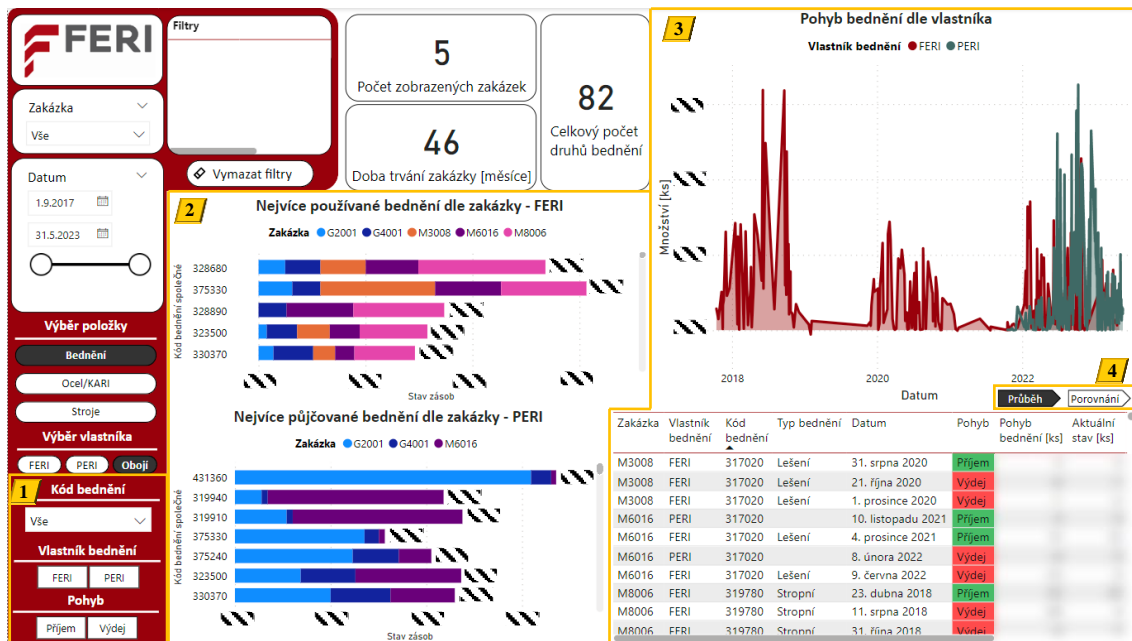 FERI
Filtry
5
Počet zobrazených zakázek
46
Doba trvání zakázky [měsíce]
82
Celkový počet
druhů bednění
Zakázka
Vše
Datum
1.9.2017
31.5.2023
Vymazat filtry
Výběr položky
Bednění
Ocel/KARI
Stroje
Výběr vlastníka
FERI PERI Obojí
1
Kód bednění
Vše
Vlastník bednění
FERI PERI
Pohyb
Příjem Výdej
2
Nejvíce používané bednění dle zakázky - FERI
Zakázka G2001 G4001 M3008 M6016 M8006
Kód bednění společné
328680
375330
328890
323500
330370
Stav zásob
Nejvíce půjčované bednění dle zakázky - PERI
Zakázka G2001 G4001 M6016
Kód bednění společné
431360
319940
319910
375330
375240
323500
330370
Stav zásob
3
Pohyb bednění dle vlastníka
Vlastník bednění FERI PERI
Množství [ks]
2018 2020 2022
Datum
4
Průběh Porovnání
Zakázka Vlastník bednění Kód bednění Typ bednění Datum Pohyb Pohyb bednění [ks] Aktuální stav [ks]
M3008 FERI 317020 Lešení 31. srpna 2020 Příjem
M3008 FERI 317020 Lešení 21. října 2020 Výdej
M3008 FERI 317020 Lešení 1. prosince 2020 Výdej
M6016 PERI 317020 10. listopadu 2021 Příjem
M6016 FERI 317020 Lešení 4. prosince 2021 Příjem
M6016 PERI 317020 8. února 2022 Výdej
M6016 FERI 317020 Lešení 9. června 2022 Výdej
M8006 FERI 319780 Stropní 23. dubna 2018 Příjem
M8006 FERI 319780 Stropní 11. srpna 2018 Výdej
M8006 FERI 319780 Stropní 31. října 2018 Výdej